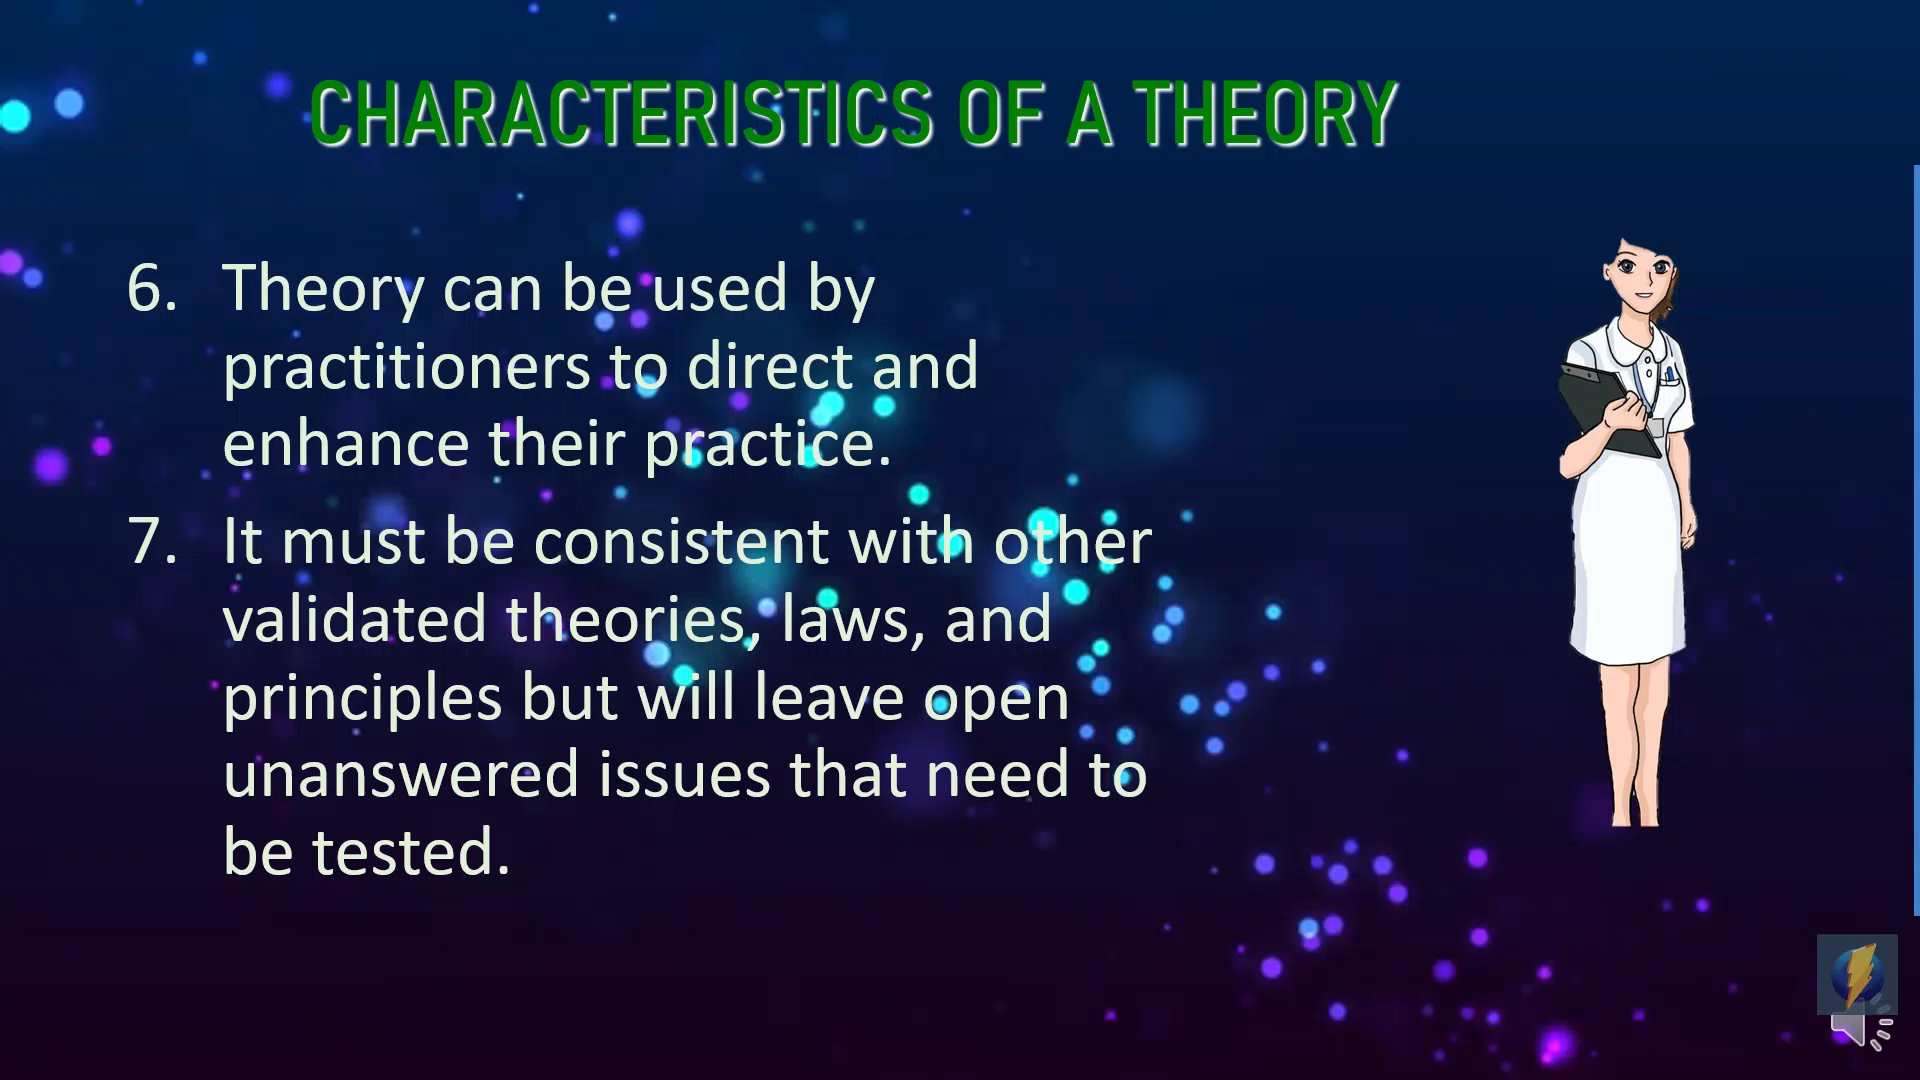 CHARACTERISTICS OF A THEORY
6. Theory can be used by
practitioners to direct and
enhance their practice.
7. It must be consistent with other
validated theories, laws, and
principles but will leave open
unanswered issues that need to
be tested.